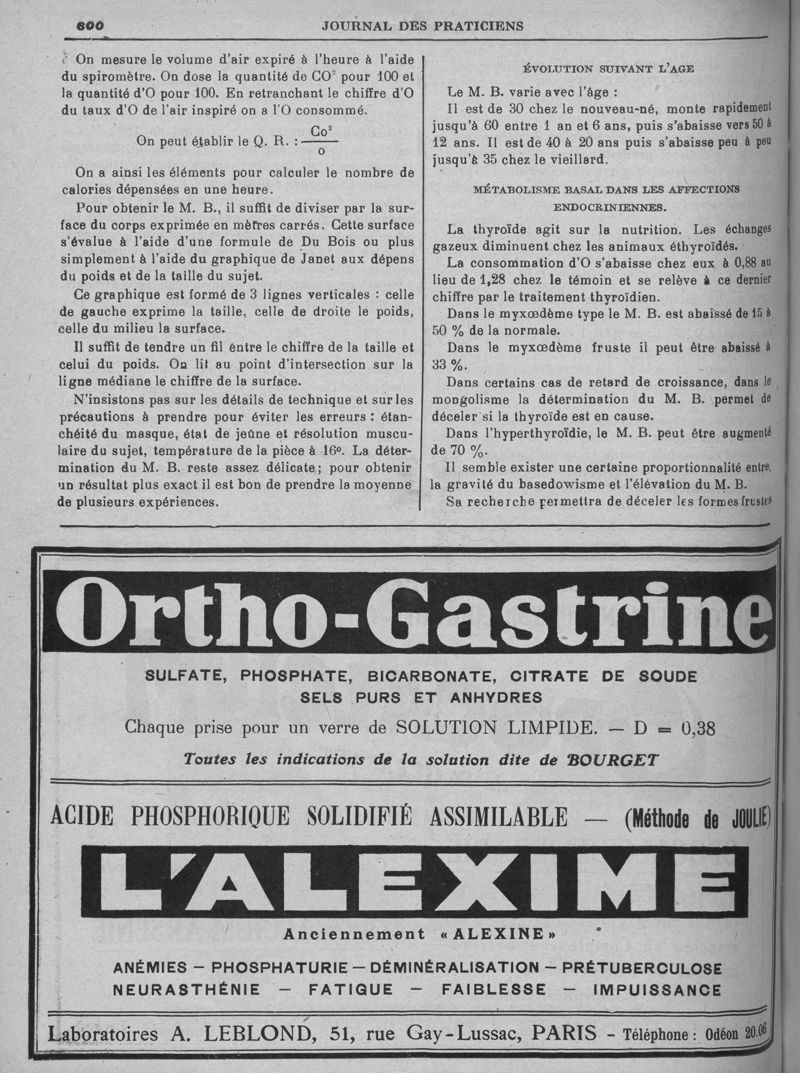 600
JOURNAL DES PRATICIENS
On mesure le volume d'air expiré à l'heure à l'aide
du spiromètre. On dose la quantité de CO² pour 100 et
la quantité d'O pour 100. En retranchant le chiffre d'O
du taux d'O de l'air inspiré on a l'O consommé.
On peut établir le Q. R. : Co²
o
On a ainsi les éléments pour calculer le nombre de
calories dépensées en une heure.
Pour obtenir le M. B., il suffit de diviser par la sur-
face du corps exprimée en mètres carrés. Cette surface
s'évalue à l'aide d'une formule de Du Bois ou plus
simplement à l'aide du graphique de Janet aux dépens
du poids et de la taille du sujet.
Ce graphique est formé de 3 lignes verticales : celle
de gauche exprime la taille, celle de droite le poids,
celle du milieu la surface.
Il suffit de tendre un fil entre le chiffre de la taille et
celui du poids. On lit au point d'intersection sur la
ligne médiane le chiffre de la surface.
N'insistons pas sur les détails de technique et sur les
précautions à prendre pour éviter les erreurs : étan-
chéité du masque, état de jeûne et résolution muscu-
laire du sujet, température de la pièce à 16º. La déter-
mination du M. B. reste assez délicate ; pour obtenir
un résultat plus exact il est bon de prendre la moyenne
de plusieurs expériences.
ÉVOLUTION SUIVANT L'AGE
Le M. B. varie avec l'âge :
Il est de 30 chez le nouveau-né, monte rapidement
jusqu'à 60 entre 1 an et 6 ans, puis s'abaisse vers 50 à
12 ans. Il est de 40 à 20 ans puis s'abaisse peu à peu
jusqu'à 35 chez le vieillard.
MÉTABOLISME BASAL DANS LES AFFECTIONS
ENDOCRINIENNES.
La thyroïde agit sur la nutrition. Les échanges
gazeux diminuent chez les animaux éthyroïdés.
La consommation d'O s'abaisse chez eux à 0,88 au
lieu de 1,28 chez le témoin et se relève à ce dernier
chiffre par le traitement thyroïdien.
Dans le myxœdème type le M. B. est abaissé de 15 à
50 % de la normale.
Dans le myxœdème fruste il peut être abaissé à
33 %.
Dans certains cas de retard de croissance, dans le
mongolisme la détermination du M. B. permet de
déceler si la thyroïde est en cause.
Dans l'hyperthyroïdie, le M. B. peut être augmenté
de 70 %.
Il semble exister une certaine proportionnalité entre
la gravité du basedowisme et l'élévation du M. B.
Sa recherche permettra de déceler les formes frustes
Ortho-Gastrine
SULFATE, PHOSPHATE, BICARBONATE, CITRATE DE SOUDE
SELS PURS ET ANHYDRES
Chaque prise pour un verre de SOLUTION LIMPIDE. — D = 0,38
Toutes les indications de la solution dite de BOURGET
ACIDE PHOSPHORIQUE SOLIDIFIÉ ASSIMILABLE — (Méthode de JOULIE)
L'ALEXIME
Anciennement « ALEXINE »
ANÉMIES — PHOSPHATURIE — DÉMINÉRALISATION — PRÉTUBERCULOSE
NEURASTHÉNIE — FATIGUE — FAIBLESSE — IMPUISSANCE
Laboratoires A. LEBLOND, 51, rue Gay-Lussac, PARIS - Téléphone : Odéon 20.06